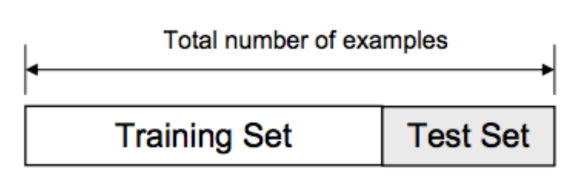 Total number of examples
Training Set Test Set